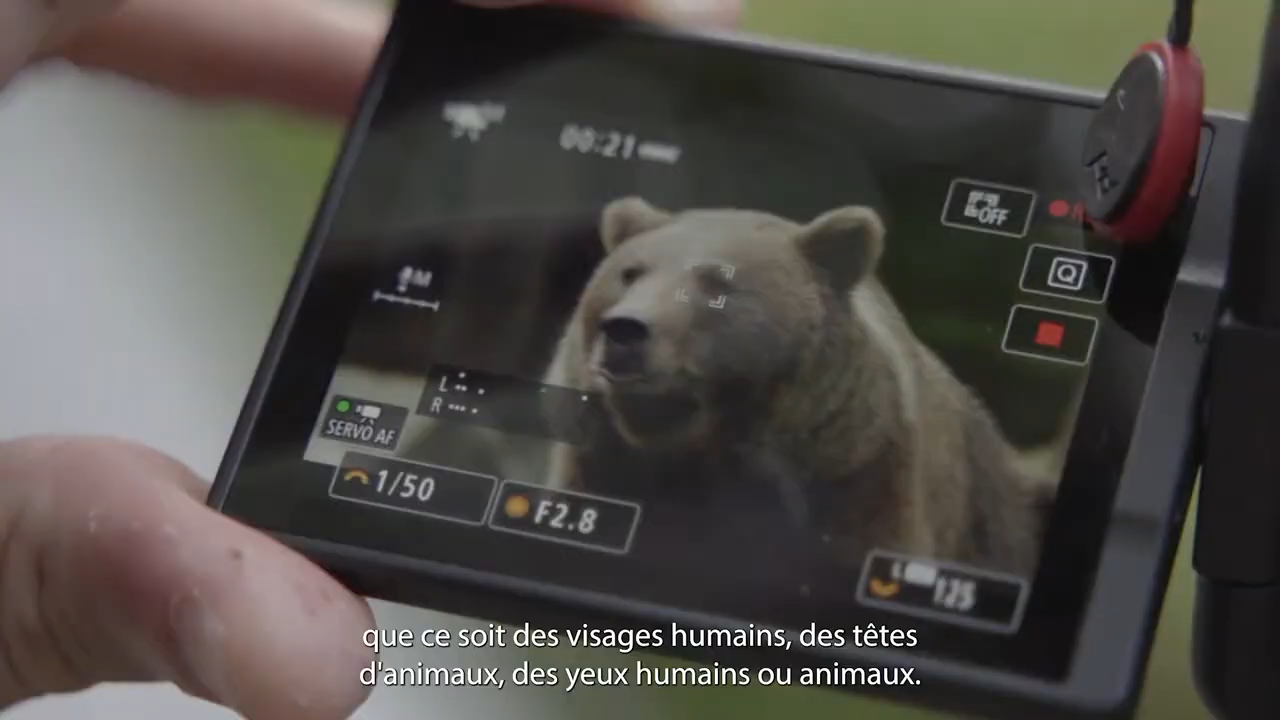 00:21
OFF
Q
M
L
R
SERVO AF
1/50
F2.8
125
que ce soit des visages humains, des têtes
d'animaux, des yeux humains ou animaux.